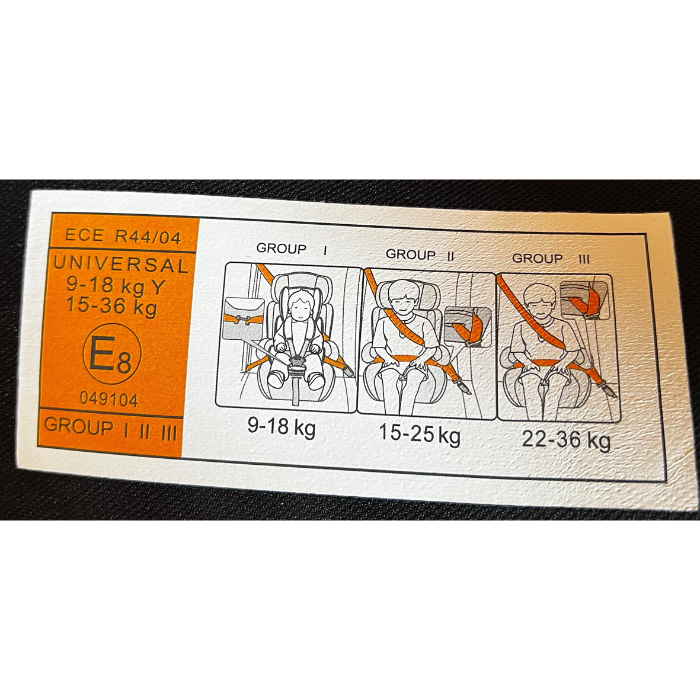 ECE R44/04
UNIVERSAL
9-18 kg Y
15-36 kg
E8
049104
GROUP I II III
GROUP I
GROUP II
GROUP III
9-18 kg
15-25 kg
22-36 kg